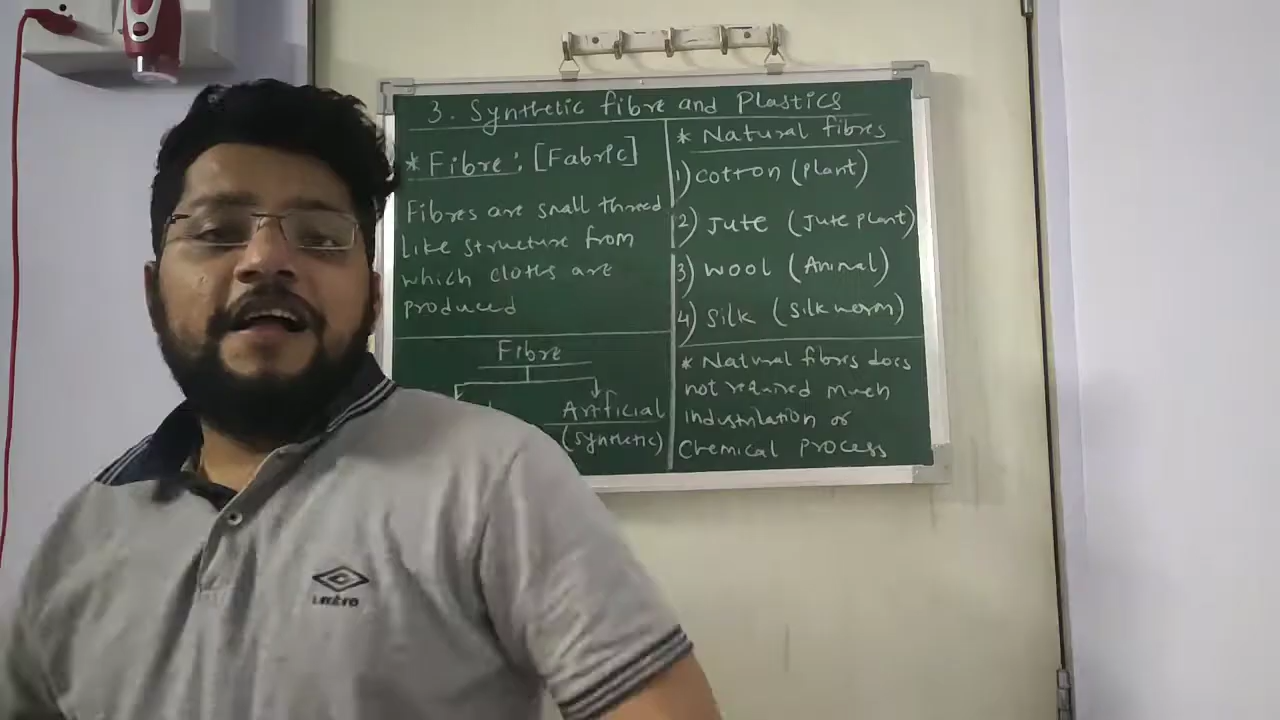 3. Synthetic fibre and Plastics
* Fibre : [Fabric]
Fibres are small thread
like structure from
which cloths are
produced
Fibre
Artificial
(synthetic)
* Natural fibres
1) cotton (plant)
2) Jute (Jute plant)
3) wool (Animal)
4) silk (silk worm)
* Natural fibres does
not required much
or
Chemical process
umbro